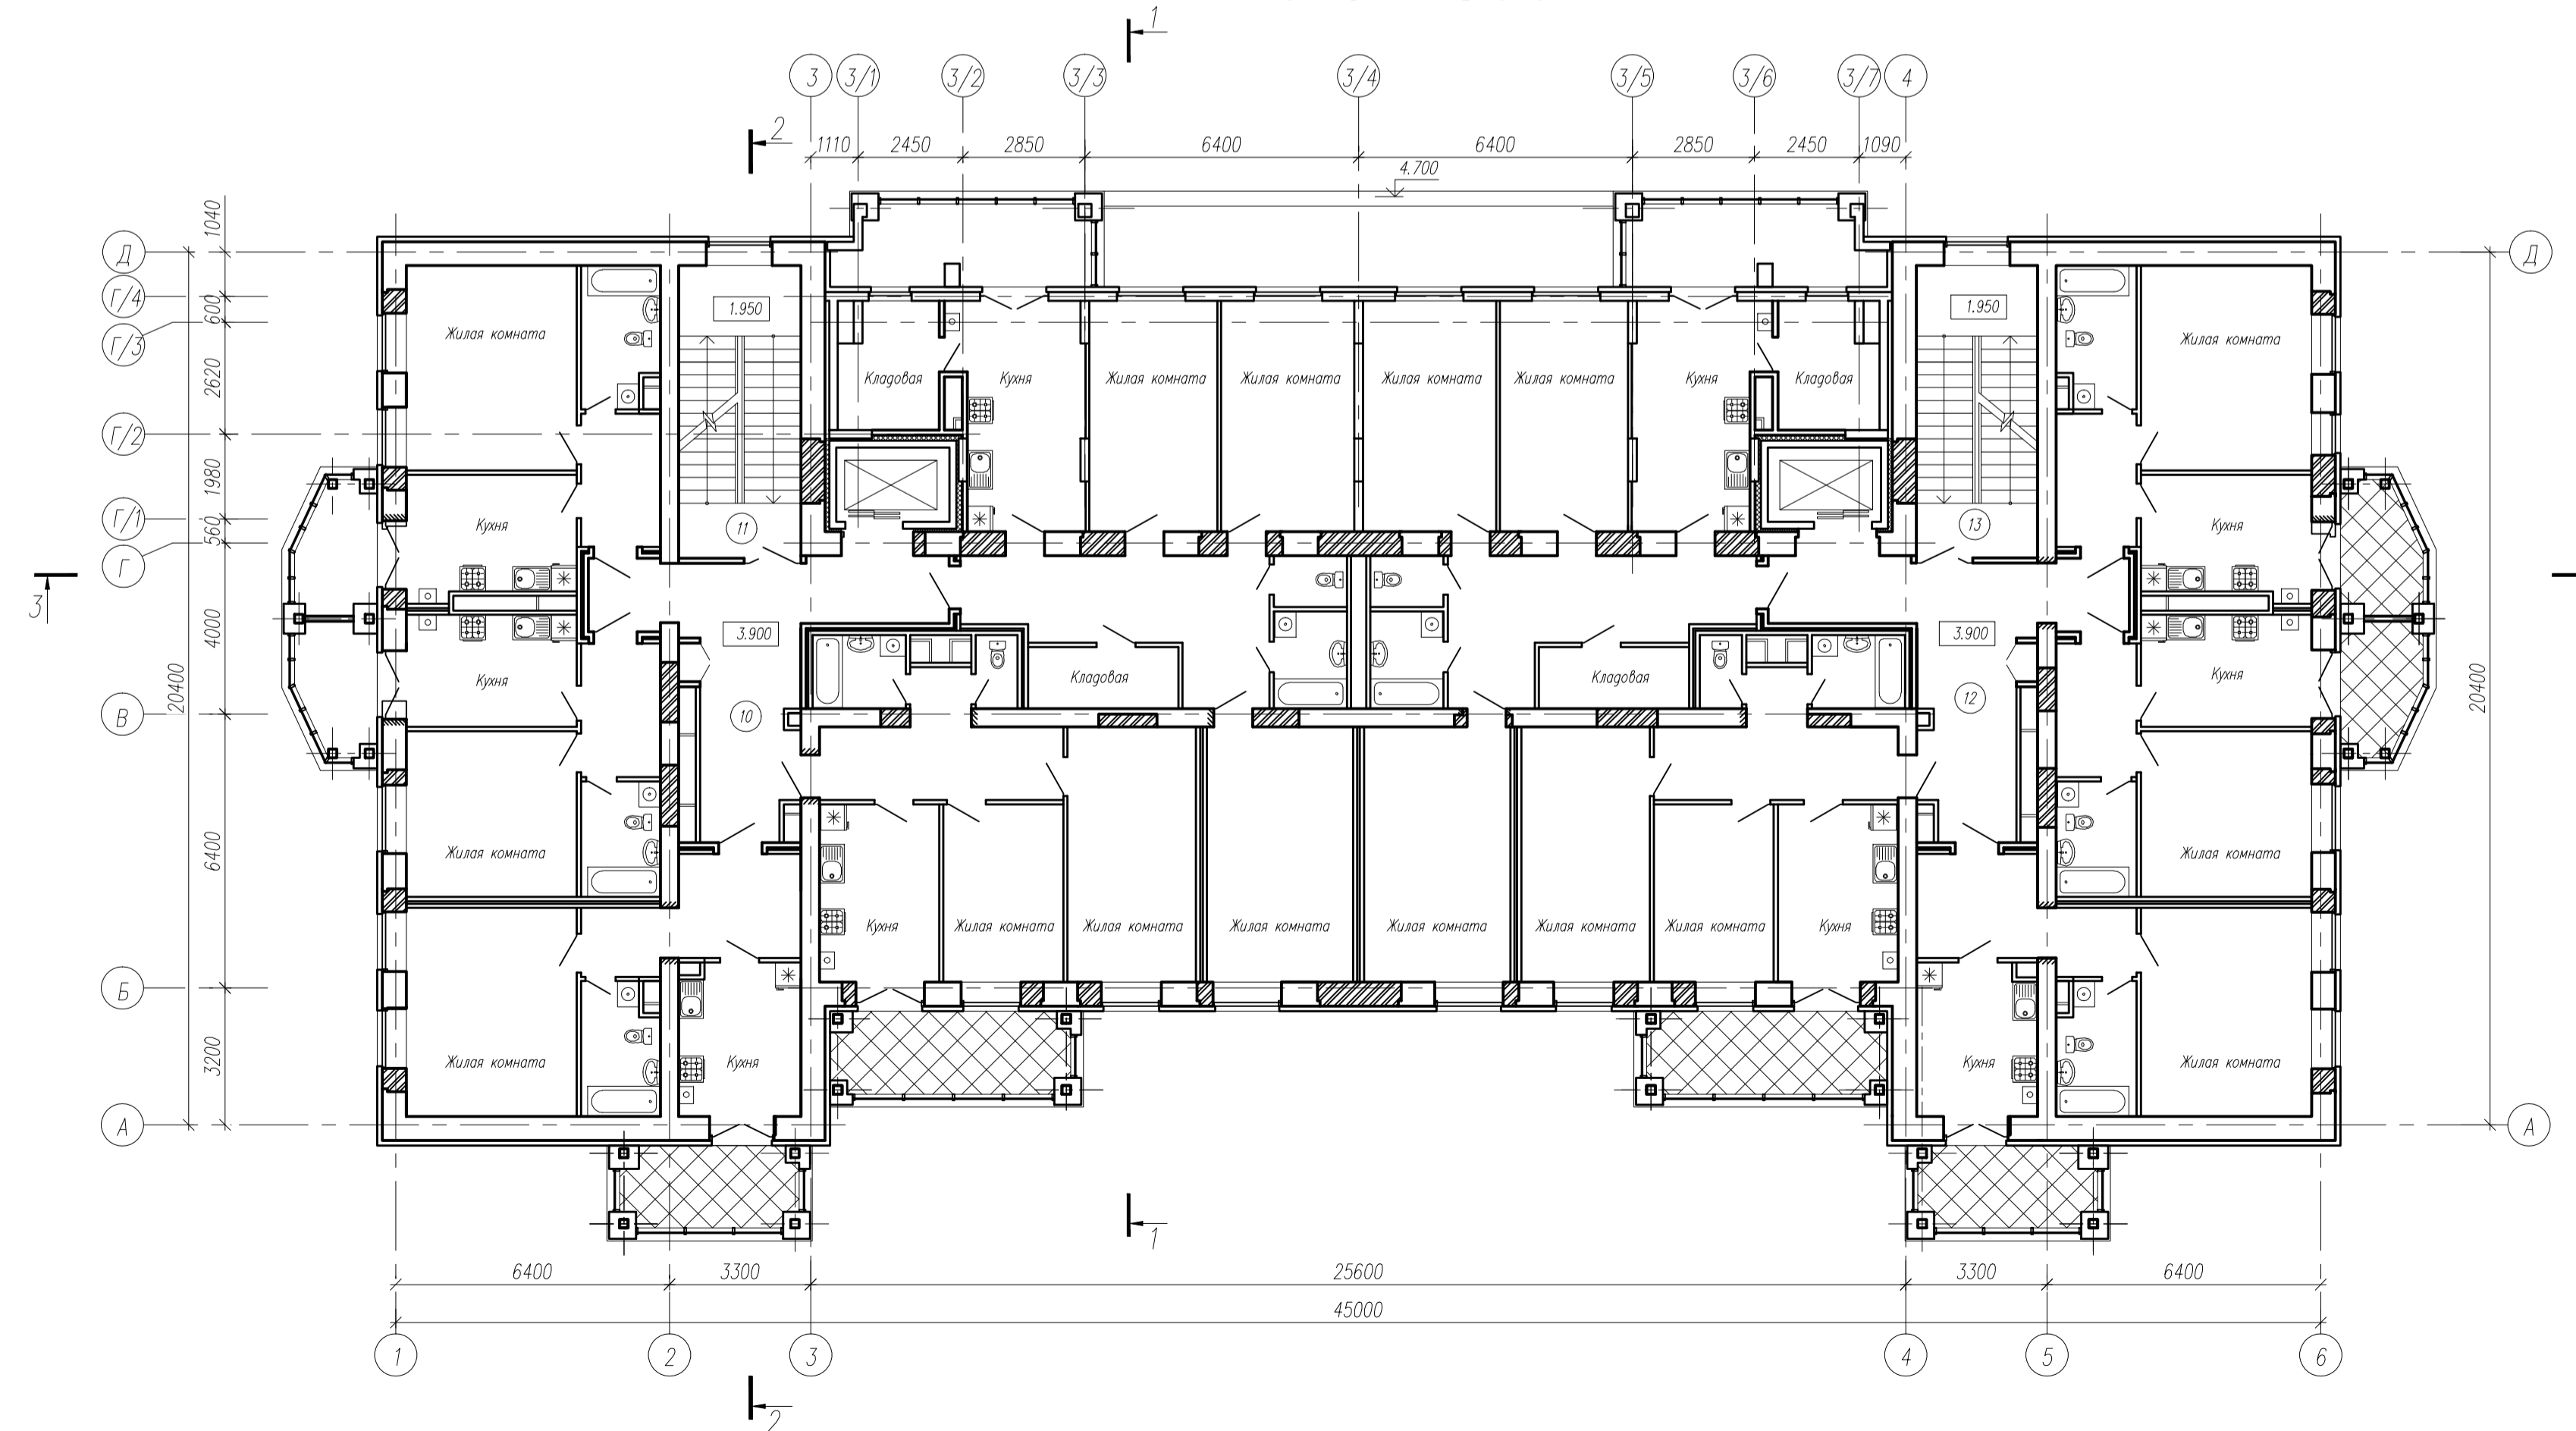 1
2
3 3/1 3/2 3/3 3/4 3/5 3/6 3/7 4
1110 2450 2850 6400 6400 2850 2450 1090
4.700
1040
Д Д
Г/4
600
1.950 1.950
Г/3
Жилая комната Жилая комната
2620
Кладовая Кухня Жилая комната Жилая комната Жилая комната Жилая комната Кухня Кладовая
Г/2
1980
Г/1
Кухня 11 13 Кухня
560
Г
3
4000
3.900 3.900
Кухня Кладовая Кладовая Кухня
20400 20400
В 10 12
6400
Жилая комната Жилая комната
Кухня Жилая комната Жилая комната Жилая комната Жилая комната Жилая комната Жилая комната Кухня
Б
3200
Жилая комната Кухня Кухня Жилая комната
А А
1
6400 3300 25600 3300 6400
45000
1 2 3 4 5 6
2